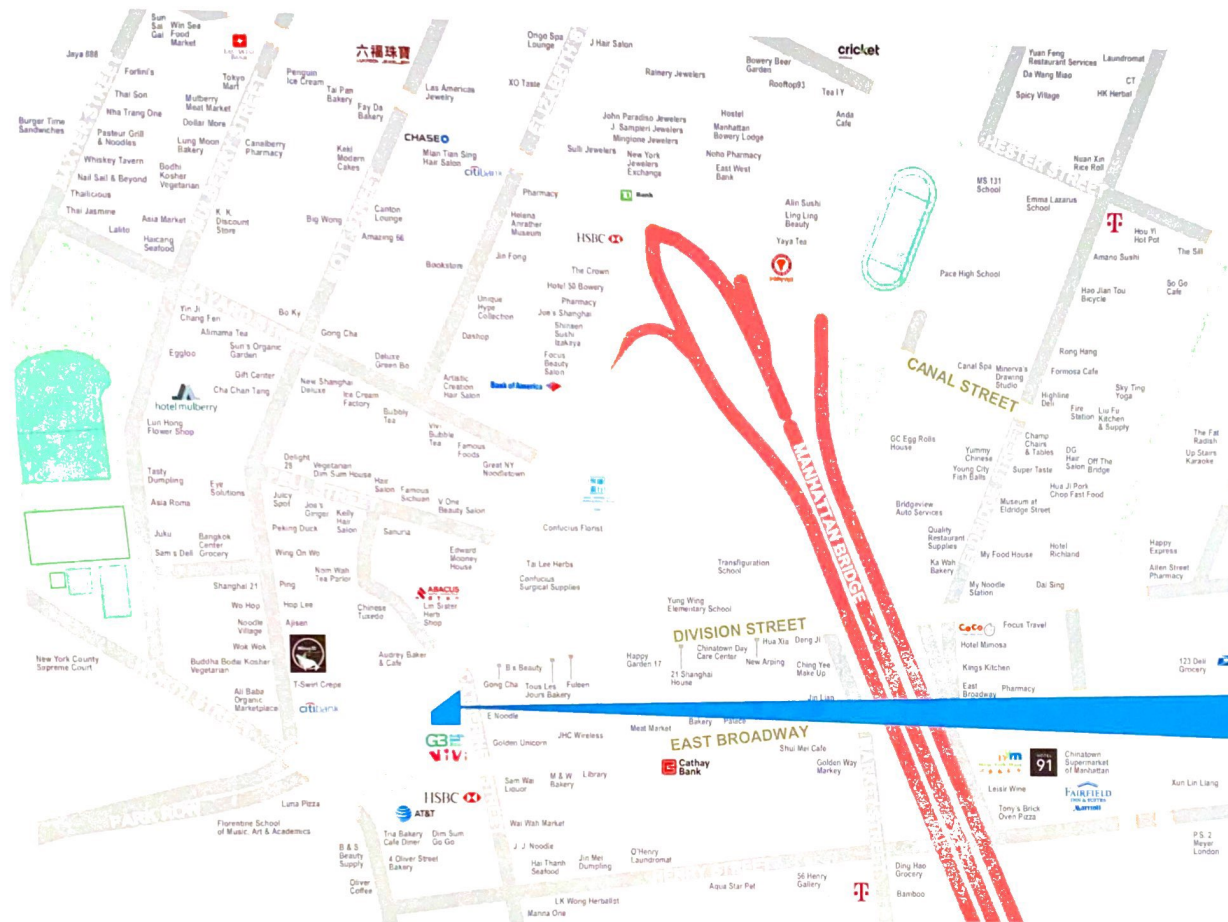 Sun
Sai
Gai
Win Sea
Food
Market
Jaya 888
六福珠寶
Ongo Spa
Lounge
J Hair Salon
Bowery Beer
Garden
cricket
Yuan Feng
Restaurant Services
Laundromat
Da Wang Miao
CT
Spicy Village
HK Herbal
Fortini's
Tokyo
Mart
Penguin
Ice Cream
Tai Pan
Bakery
Las Americas
Jewelry
XO Taste
Rainery Jewelers
Rooftop93
Tea I Y
Thai Son
Mulberry
Meat Market
Fay Da
Bakery
Anda
Cafe
Nha Trang One
Dollar More
Burger Time
Sandwiches
Pasteur Grill
& Noodles
Lung Moon
Bakery
Canalberry
Pharmacy
CHASE
John Paradiso Jewelers
J. Sampieri Jewelers
Minglone Jewelers
Hostel
Manhattan
Bowery Lodge
HESTER STREET
Whiskey Tavern
Bodhi
Kosher
Vegetarian
Keki
Modern
Cakes
Mian Tian Sing
Hair Salon
citibank
Sulli Jewelers
New York
Jewelers
Exchange
Noho Pharmacy
East West
Bank
Nuan Xin
Rice Roll
Nail Sail & Beyond
Thailicious
Thai Jasmine
Lalito
Asia Market
Haicang
Seafood
K. K.
Discount
Store
Big Wong
Canton
Lounge
Amazing 66
Pharmacy
Bank
Helena
Anrather
Museum
HSBC
Alin Sushi
Ling Ling
Beauty
Yaya Tea
MS 131
School
Emma Lazarus
School
T
Hou Yi
Hot Pot
The Sill
Amano Sushi
Bookstore
Jin Fong
The Crown
Hotel 50 Bowery
Pace High School
Hao Jian Tou
Bicycle
So Go
Cafe
Yin Ji
Chang Fen
Bo Ky
Unique
Hype
Collection
Pharmacy
Joe's Shanghai
Shinsen
Sushi
Izakaya
Alimama Tea
Gong Cha
Dashop
Eggloo
Sun's Organic
Garden
Deluxe
Green Bo
Focus
Beauty
Salon
CANAL STREET
Rong Hang
Canal Spa
Minerva's
Drawing
Studio
Formosa Cafe
hotel mulberry
Gift Center
Cha Chan Tang
New Shanghai
Deluxe
Ice Cream
Factory
Artistic
Creation
Hair Salon
Bank of America
Highline
Deli
Fire
Station
Liu Fu
Kitchen
& Supply
Sky Ting
Yoga
Lun Hong
Flower Shop
Bubbly
Tea
Vivi
Bubble
Tea
Famous
Foods
GC Egg Rolls
House
Champ
Chairs
& Tables
The Fat
Radish
Up Stairs
Karaoke
Delight
28
Vegetarian
Dim Sum House
Great NY
Noodletown
MANHATTAN BRIDGE
Yummy
Chinese
DG
Hair
Salon
Off The
Bridge
Young City
Fish Balls
Super Taste
Tasty
Dumpling
Eye
Solutions
Hair
Salon
Famous
Sichuan
Hua Ji Pork
Chop Fast Food
Asia Roma
Juicy
Spot
Joe's
Ginger
Kelly
Hair
Salon
V One
Beauty Salon
Bridgeview
Auto Services
Museum at
Eldridge Street
Juku
Bangkok
Center
Grocery
Peking Duck
Sanuria
Confucius Florist
Quality
Restaurant
Supplies
Sam s Deli
Wing On Wo
Edward
Mooney
House
My Food House
Hotel
Richland
Happy
Express
Nom Wah
Tea Parlor
Tai Lee Herbs
Transfiguration
School
Ka Wah
Bakery
Allen Street
Pharmacy
Shanghai 21
Ping
Confucius
Surgical Supplies
My Noodle
Station
Dai Sing
ABACUS
Lin Sister
Herb
Shop
Wo Hop
Hop Lee
Chinese
Tuxedo
Yung Wing
Elementary School
Noodle
Village
Ajisen
DIVISION STREET
CoCo
Focus Travel
Wok Wok
Hotel Mimosa
New York County
Supreme Court
Buddha Bodai Kosher
Vegetarian
Audrey Baker
& Cafe
B x Beauty
Happy
Garden 17
Chinatown Day
Care Center
Hua Xia
Dong Ji
New Arping
Kings Kitchen
123 Deli
Grocery
T-Swirl Crepe
Gong Cha
Tous Les
Jours Bakery
Fuleen
21 Shanghai
House
Ching Yee
Make Up
East
Broadway
Pharmacy
Ali Baba
Organic
Marketplace
citibank
Jin Lian
E Noodle
Meat Market
Bakery
Palace
GB
ViVi
Golden Unicorn
JHC Wireless
EAST BROADWAY
Shui Mei Cafe
Cathay
Bank
Golden Way
Markey
HOTEL
91
Chinatown
Supermarket
of Manhattan
Sam Wai
Liquor
M & W
Bakery
Library
Leisir Wine
FAIRFIELD
INN & SUITES
Marriott
Xun Lin Liang
HSBC
AT&T
PARK ROW
Luna Pizza
Florentine School
of Music, Art & Academics
Tony's Brick
Oven Pizza
Wai Wah Market
Tria Bakery
Cafe Diner
Dim Sum
Go Go
P.S. 2
Meyer
London
B & S
Beauty
Supply
4 Oliver Street
Bakery
J. J. Noodle
Hai Thanh
Seafood
Jin Mei
Dumpling
O'Henry
Laundromat
HENRY STREET
Oliver
Coffee
Aqua Star Pet
56 Henry
Gallery
T
Ding Hao
Grocery
Bamboo
LK Wong Herbalist
Manna One